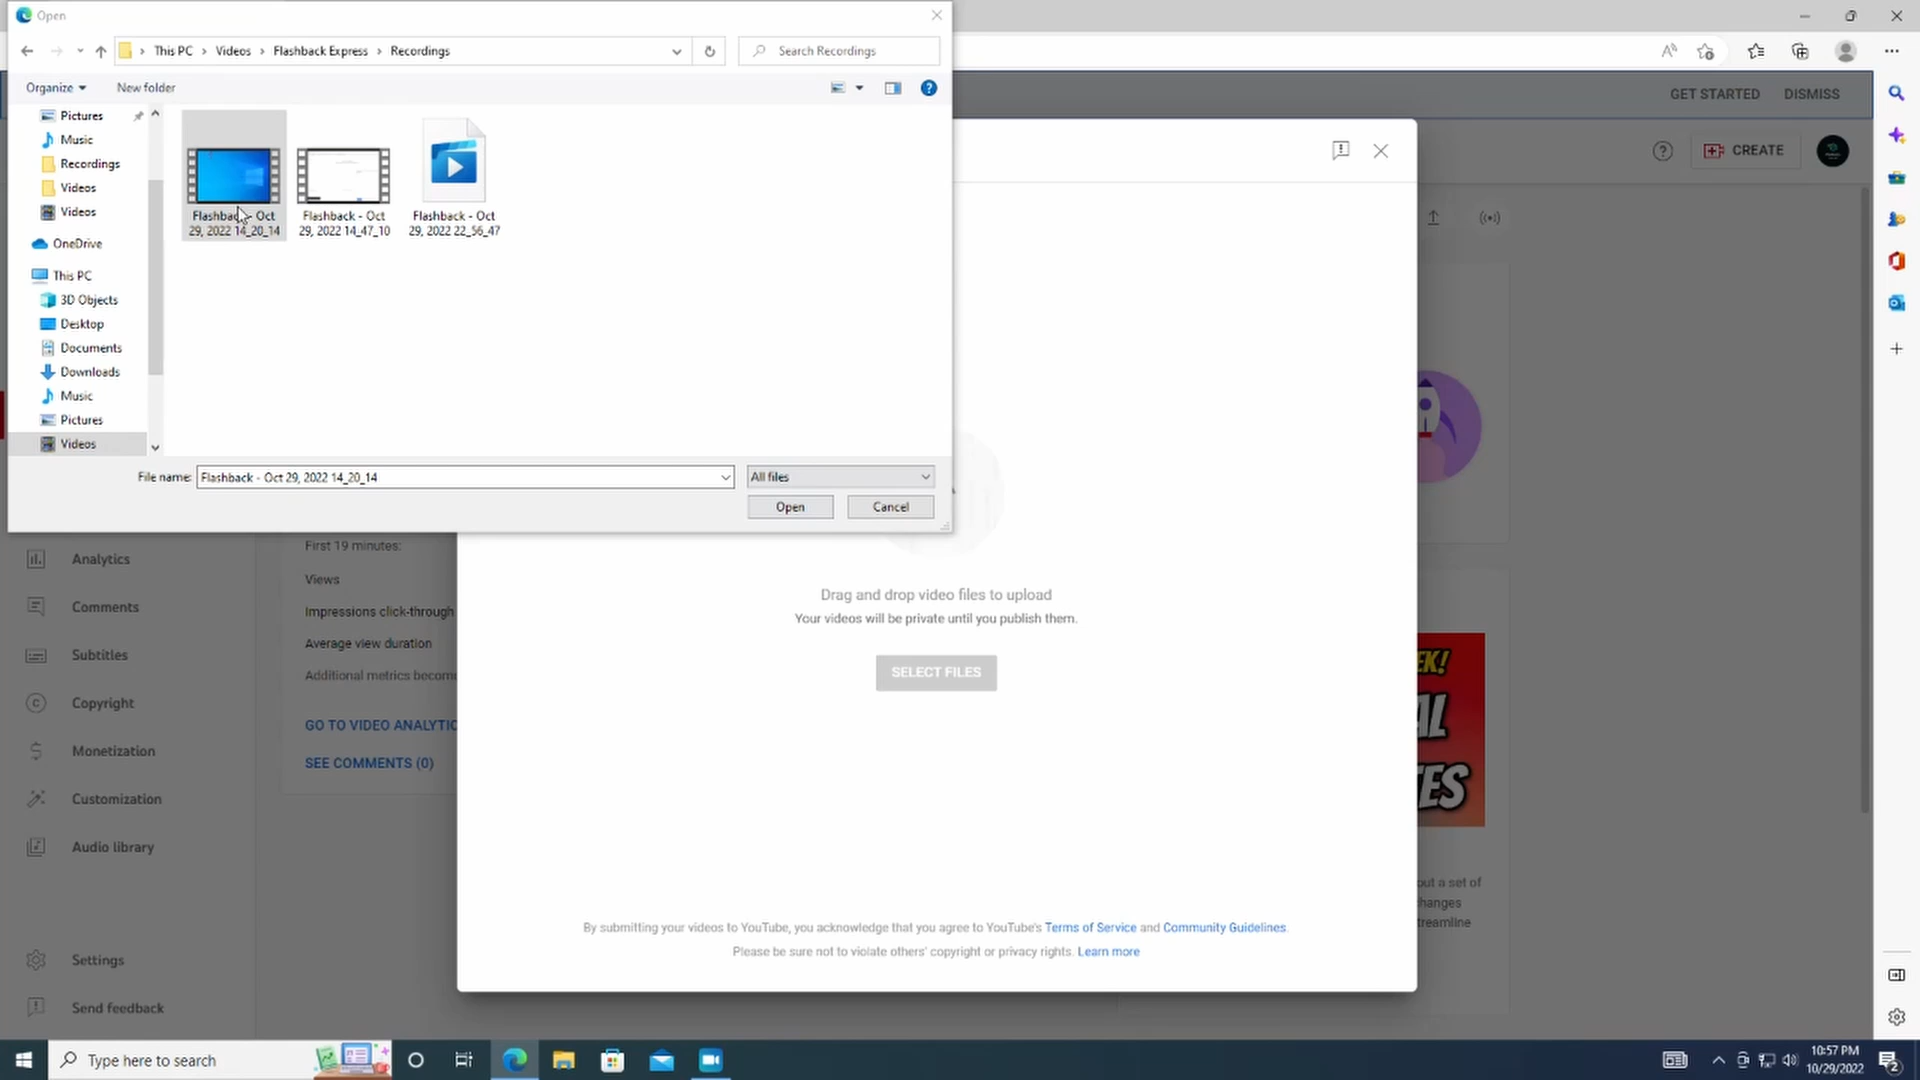 Open
This PC
Videos
Flashback Express
Recordings
Search Recordings
Organize
New folder
Pictures
Music
Recordings
Videos
Videos
OneDrive
This PC
3D Objects
Desktop
Documents
Downloads
Music
Pictures
Videos
Flashback - Oct
29, 2022 14_20_14
Flashback - Oct
29, 2022 14_47_10
Flashback - Oct
29, 2022 22_56_47
File name:
Flashback - Oct 29, 2022 14_20_14
All files
Open
Cancel
GET STARTED
DISMISS
CREATE
Analytics
Comments
Subtitles
Copyright
Monetization
Customization
Audio library
Settings
Send feedback
First 19 minutes:
Views
Impressions click-through
Average view duration
Additional metrics
GO TO VIDEO
SEE COMMENTS (0)
Drag and drop video files to upload
Your videos will be private until you publish them.
SELECT FILES
By submitting your videos to YouTube, you acknowledge that you agree to YouTube's Terms of Service and Community Guidelines.
Please be sure not to violate others' copyright or privacy rights. Learn more
a set of
Type here to search
10:57 PM
10/29/2022
2